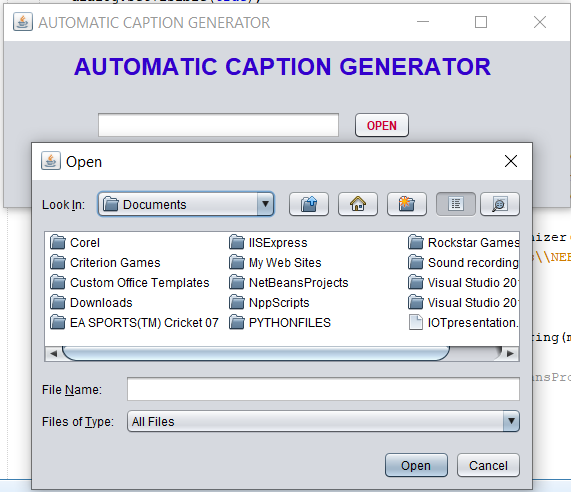 AUTOMATIC CAPTION GENERATOR
AUTOMATIC CAPTION GENERATOR
OPEN
Open
Look In: Documents
Corel IISExpress Rockstar Games
Criterion Games My Web Sites Sound recording
Custom Office Templates NetBeansProjects Visual Studio 20
Downloads NppScripts Visual Studio 20
EA SPORTS(TM) Cricket 07 PYTHONFILES IOTpresentation.
nizer(
\\NEB
ring(m
nsPro
File Name:
Files of Type: All Files
Open Cancel